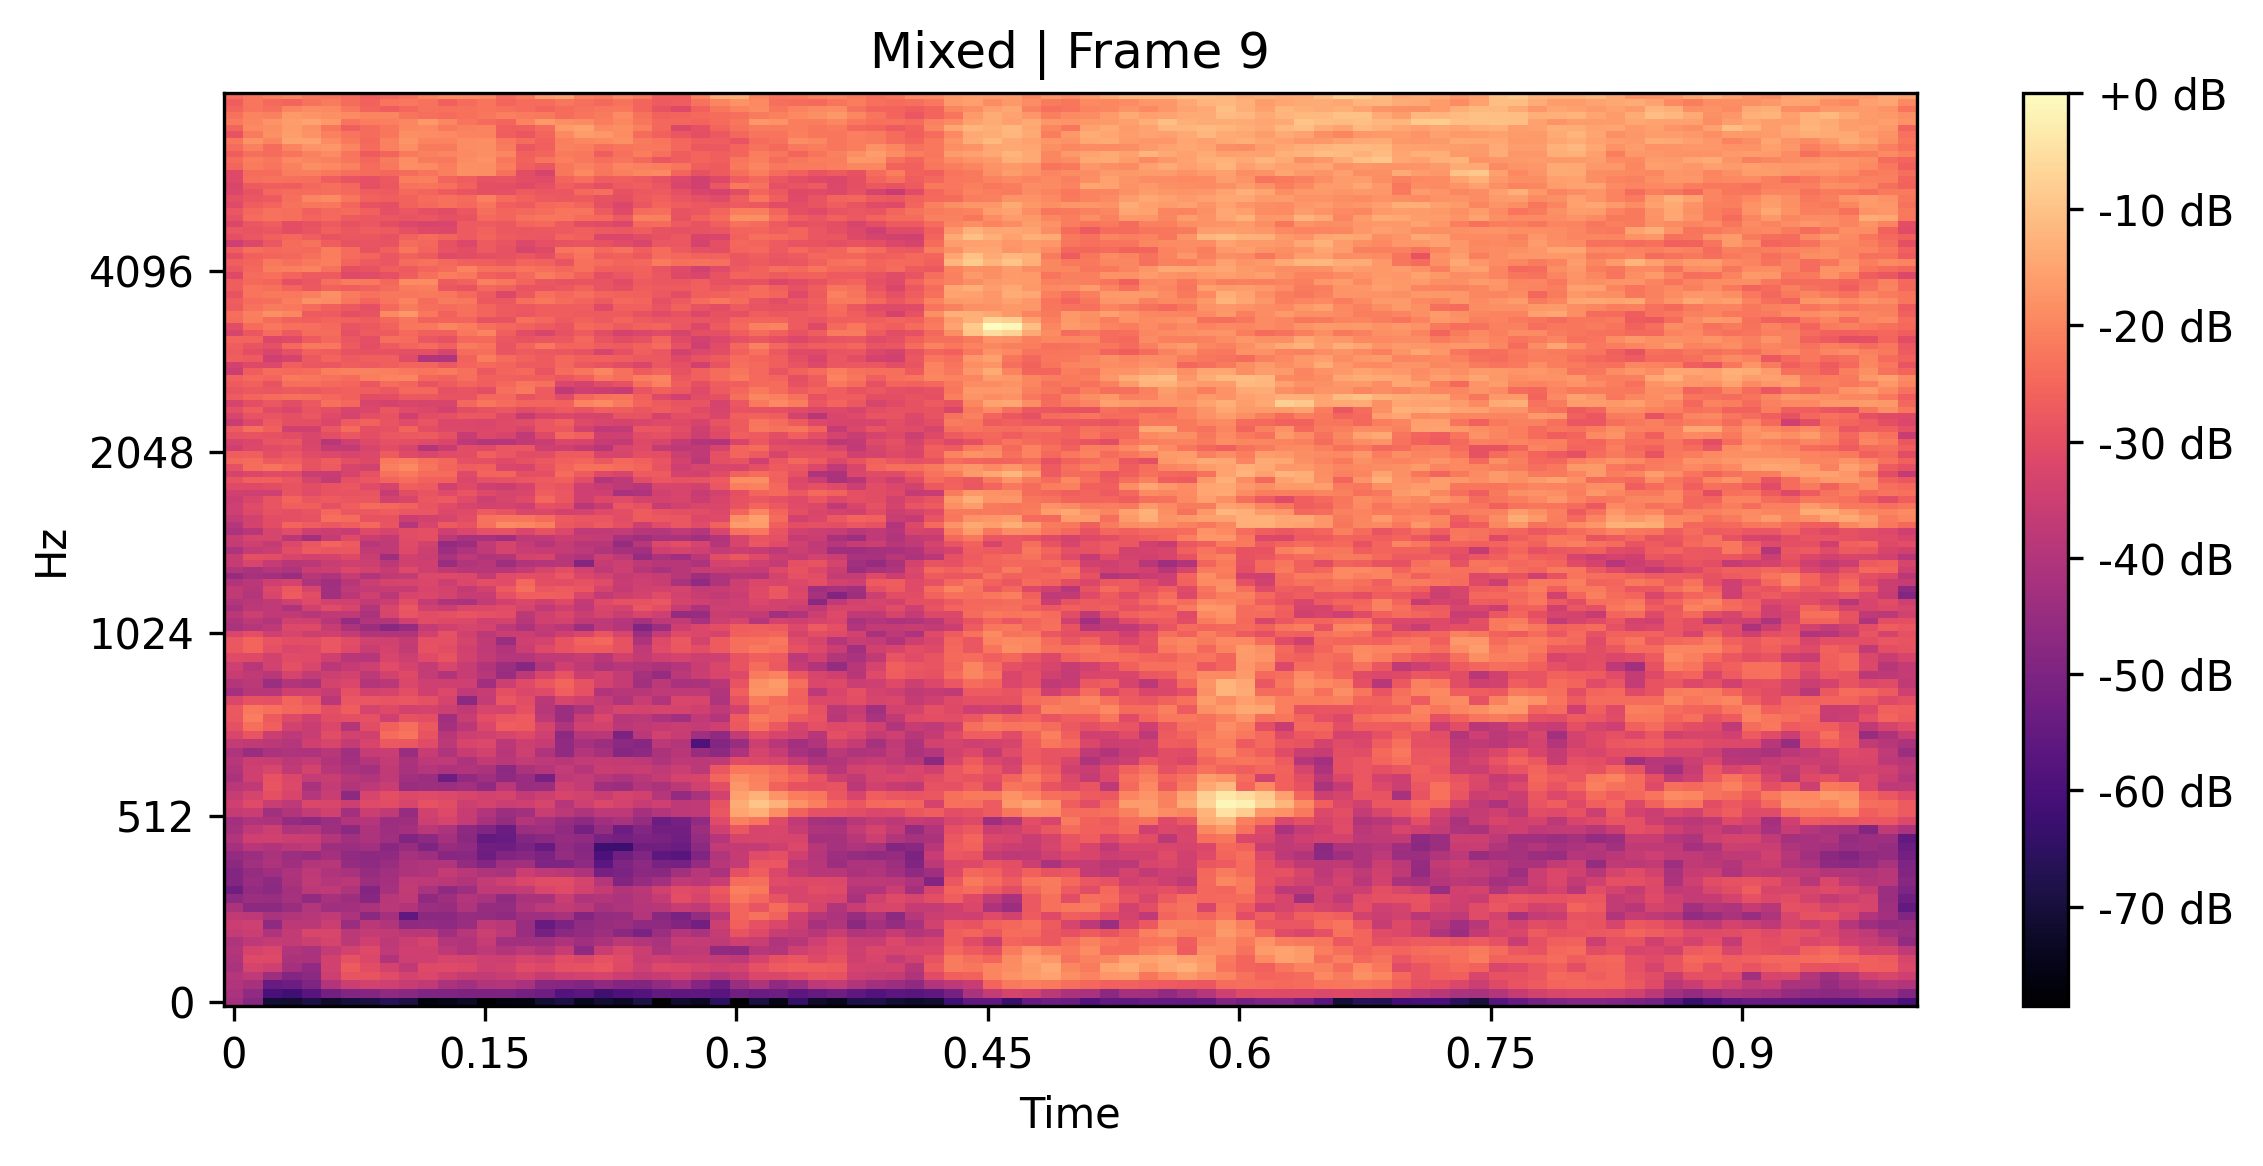 Mixed | Frame 9
Hz
4096
2048
1024
512
0
0 0.15 0.3 0.45 0.6 0.75 0.9
Time
+0 dB
-10 dB
-20 dB
-30 dB
-40 dB
-50 dB
-60 dB
-70 dB